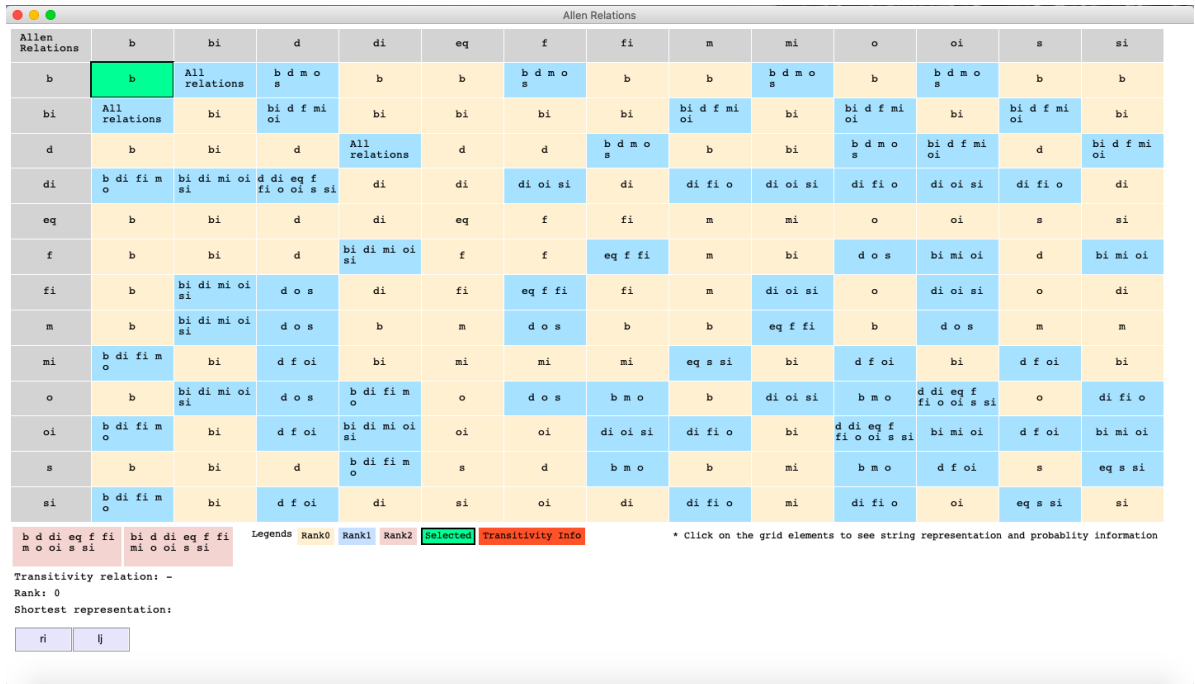 Allen Relations
Allen Relations b bi d di eq f fi m mi o oi s si
b b All relations b d m o s b b b d m o s b b b d m o s b b d m o s b b
bi All relations bi bi d f mi oi bi bi bi bi bi d f mi oi bi bi d f mi oi bi bi d f mi oi bi
d b bi d All relations d d b d m o s b bi b d m o s bi d f mi oi d bi d f mi oi
di b di fi m o bi di mi oi si d di eq f fi o oi s si di di di oi si di di fi o di oi si di fi o di oi si di fi o di
eq b bi d di eq f fi m mi o oi s si
f b bi d bi di mi oi si f f eq f fi m bi d o s bi mi oi d bi mi oi
fi b bi di mi oi si d o s di fi eq f fi fi m di oi si o di oi si o di
m b bi di mi oi si d o s b m d o s b b eq f fi b d o s m m
mi b di fi m o bi d f oi bi mi mi mi eq s si bi d f oi bi d f oi bi
o b bi di mi oi si d o s b di fi m o o d o s b m o b di oi si b m o d di eq f fi o oi s si o di fi o
oi b di fi m o bi d f oi bi di mi oi si oi oi di oi si di fi o bi d di eq f fi o oi s si bi mi oi d f oi bi mi oi
s b bi d b di fi m o s d b m o b mi b m o d f oi s eq s si
si b di fi m o bi d f oi di si oi di di fi o mi di fi o oi eq s si si
b d di eq f fi m o oi s si bi di d eq f fi mi o oi s si Legends Rank0 Rank1 Rank2 Selected Transitivity Info * Click on the grid elements to see string representation and probablity information
Transitivity relation: -
Rank: 0
Shortest representation:
ri lj